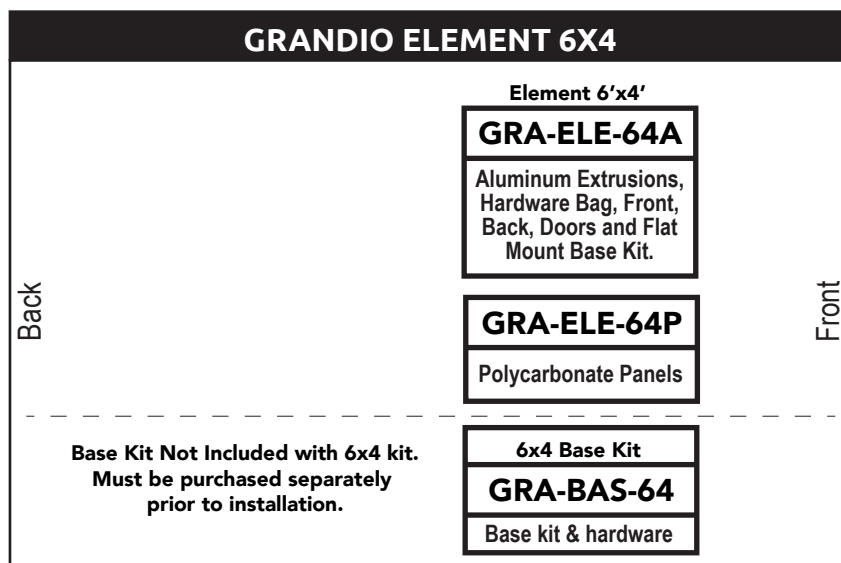 GRANDIO ELEMENT 6X4
Element 6'x4'
GRA-ELE-64A
Aluminum Extrusions,
Hardware Bag, Front,
Back, Doors and Flat
Mount Base Kit.
Back
Front
GRA-ELE-64P
Polycarbonate Panels
Base Kit Not Included with 6x4 kit.
Must be purchased separately
prior to installation.
6x4 Base Kit
GRA-BAS-64
Base kit & hardware